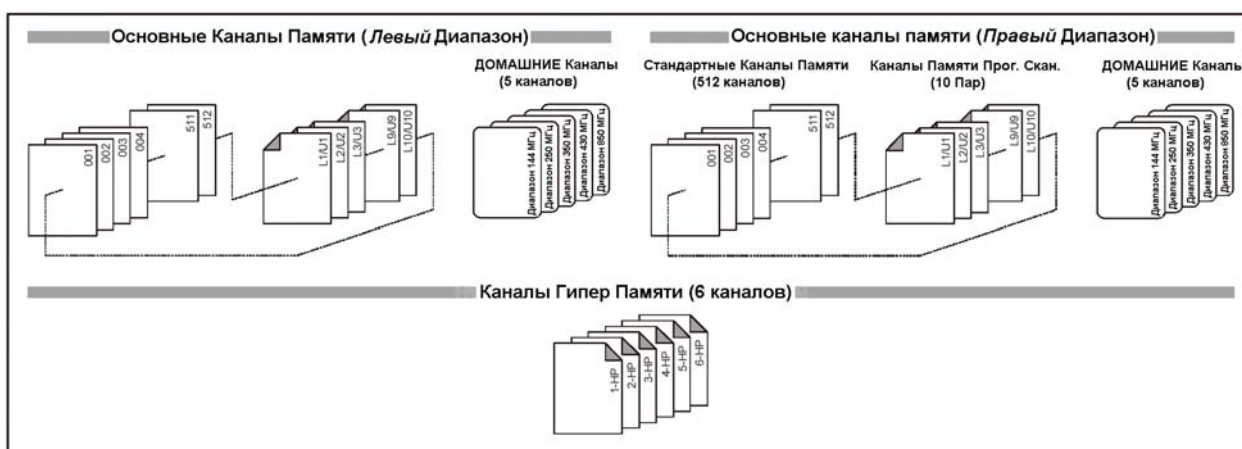 Основные Каналы Памяти (Левый Диапазон)
ДОМАШНИЕ Каналы
(5 каналов)
001
002
003
004
511
512
L1/U1
L2/U2
L3/U3
L9/U9
L10/U10
Диапазон 144 МГц
Диапазон 250 МГц
Диапазон 350 МГц
Диапазон 430 МГц
Диапазон 850 МГц
Основные каналы памяти (Правый Диапазон)
Стандартные Каналы Памяти
(512 каналов)
Каналы Памяти Прог. Скан.
(10 Пар)
ДОМАШНИЕ Каналы
(5 каналов)
001
002
003
004
511
512
L1/U1
L2/U2
L3/U3
L9/U9
L10/U10
Диапазон 144 МГц
Диапазон 250 МГц
Диапазон 350 МГц
Диапазон 430 МГц
Диапазон 850 МГц
Каналы Гипер Памяти (6 каналов)
1-HP
2-HP
3-HP
4-HP
5-HP
6-HP